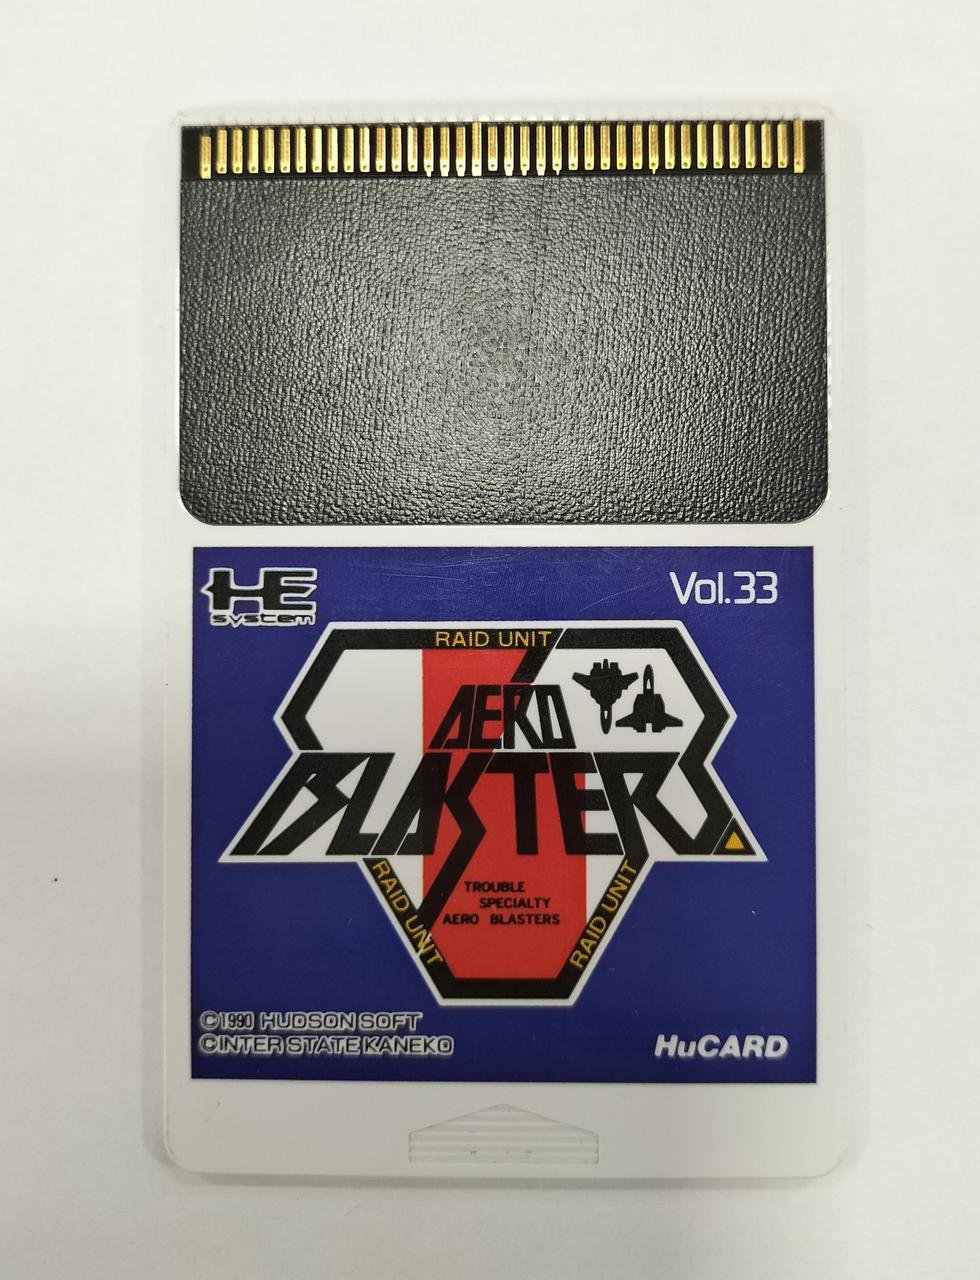 HE
system
Vol.33
RAID UNIT
AERO
BLASTERS
RAID UNIT
TROUBLE
SPECIALTY
AERO BLASTERS
RAID UNIT
©1990 HUDSON SOFT
©INTER STATE KANEKO
HuCARD